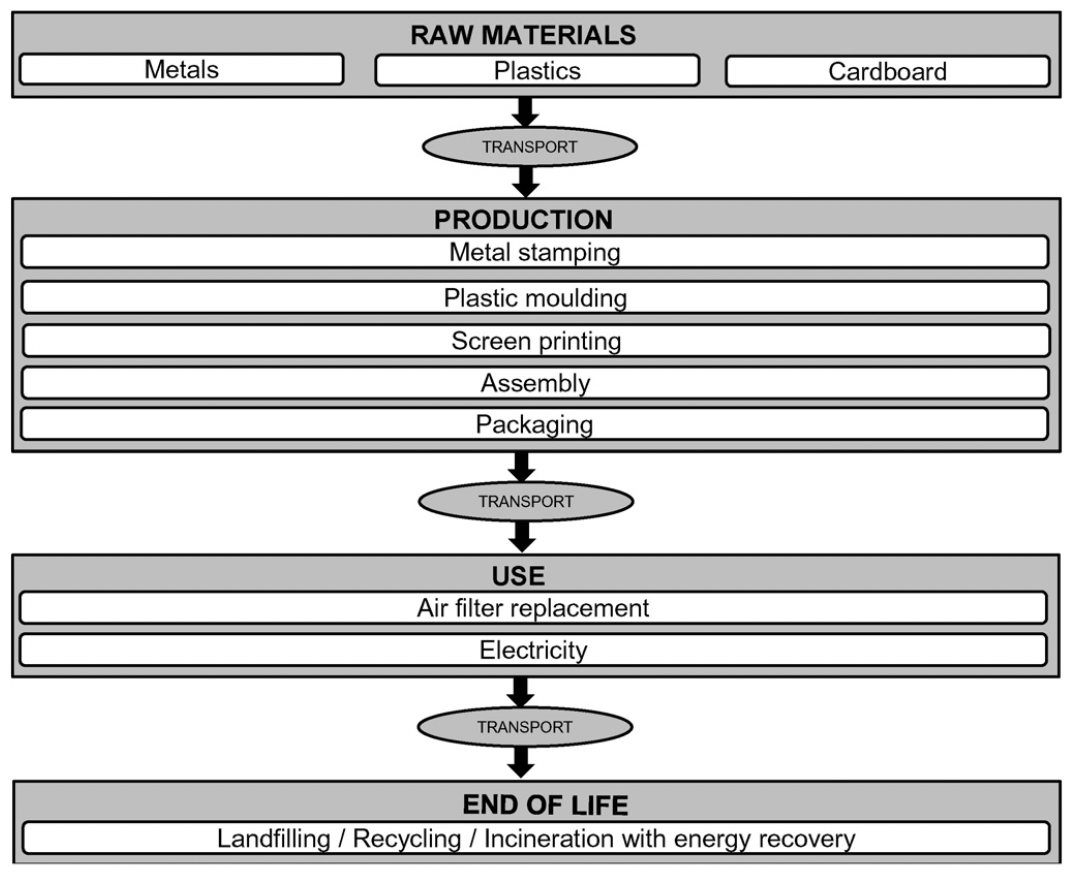 RAW MATERIALS
Metals
Plastics
Cardboard
TRANSPORT
PRODUCTION
Metal stamping
Plastic moulding
Screen printing
Assembly
Packaging
TRANSPORT
USE
Air filter replacement
Electricity
TRANSPORT
END OF LIFE
Landfilling / Recycling / Incineration with energy recovery